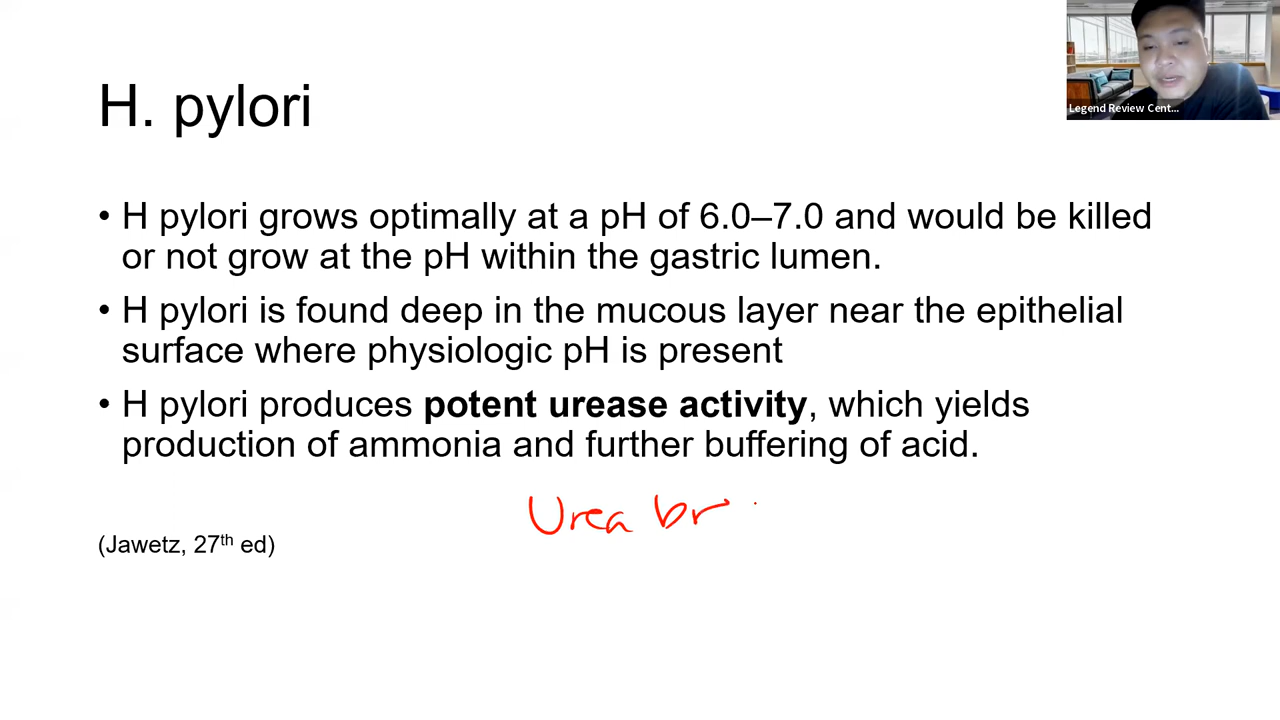 Legend Review Cent...
H. pylori
• H pylori grows optimally at a pH of 6.0–7.0 and would be killed
or not grow at the pH within the gastric lumen.
• H pylori is found deep in the mucous layer near the epithelial
surface where physiologic pH is present
• H pylori produces potent urease activity, which yields
production of ammonia and further buffering of acid.
Urea br
(Jawetz, 27th ed)